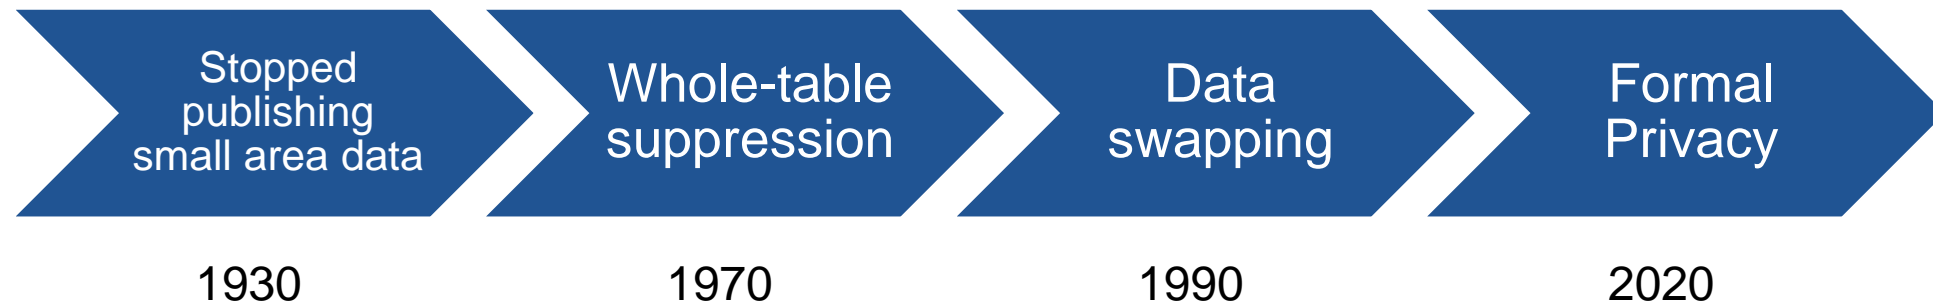 Stopped
publishing
small area data
Whole-table
suppression
Data
swapping
Formal
Privacy
1930
1970
1990
2020